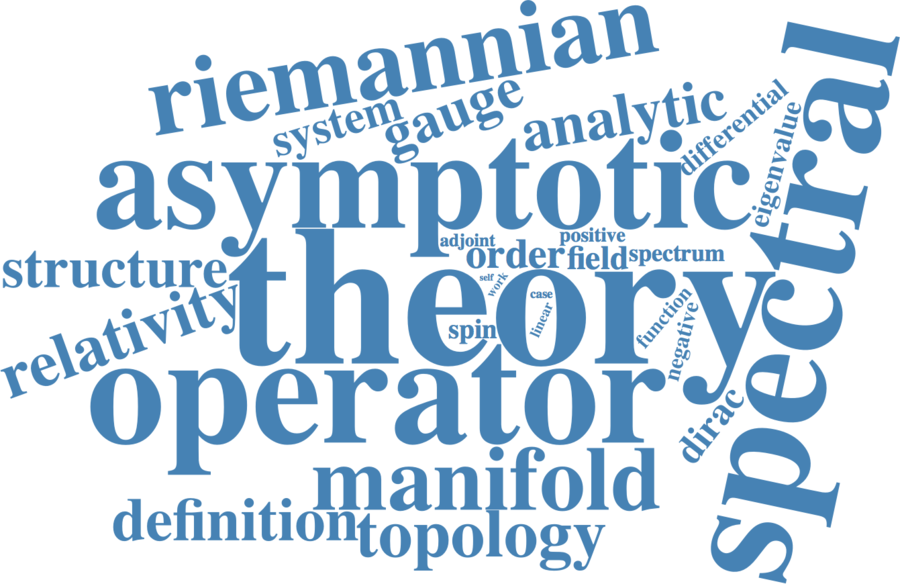 riemannian
system
gauge
analytic
differential
eigenvalue
spectral
asymptotic
adjoint
positive
order
field
spectrum
structure
theory
self
work
case
linear
spin
function
negative
relativity
operator
dirac
manifold
definition
topology